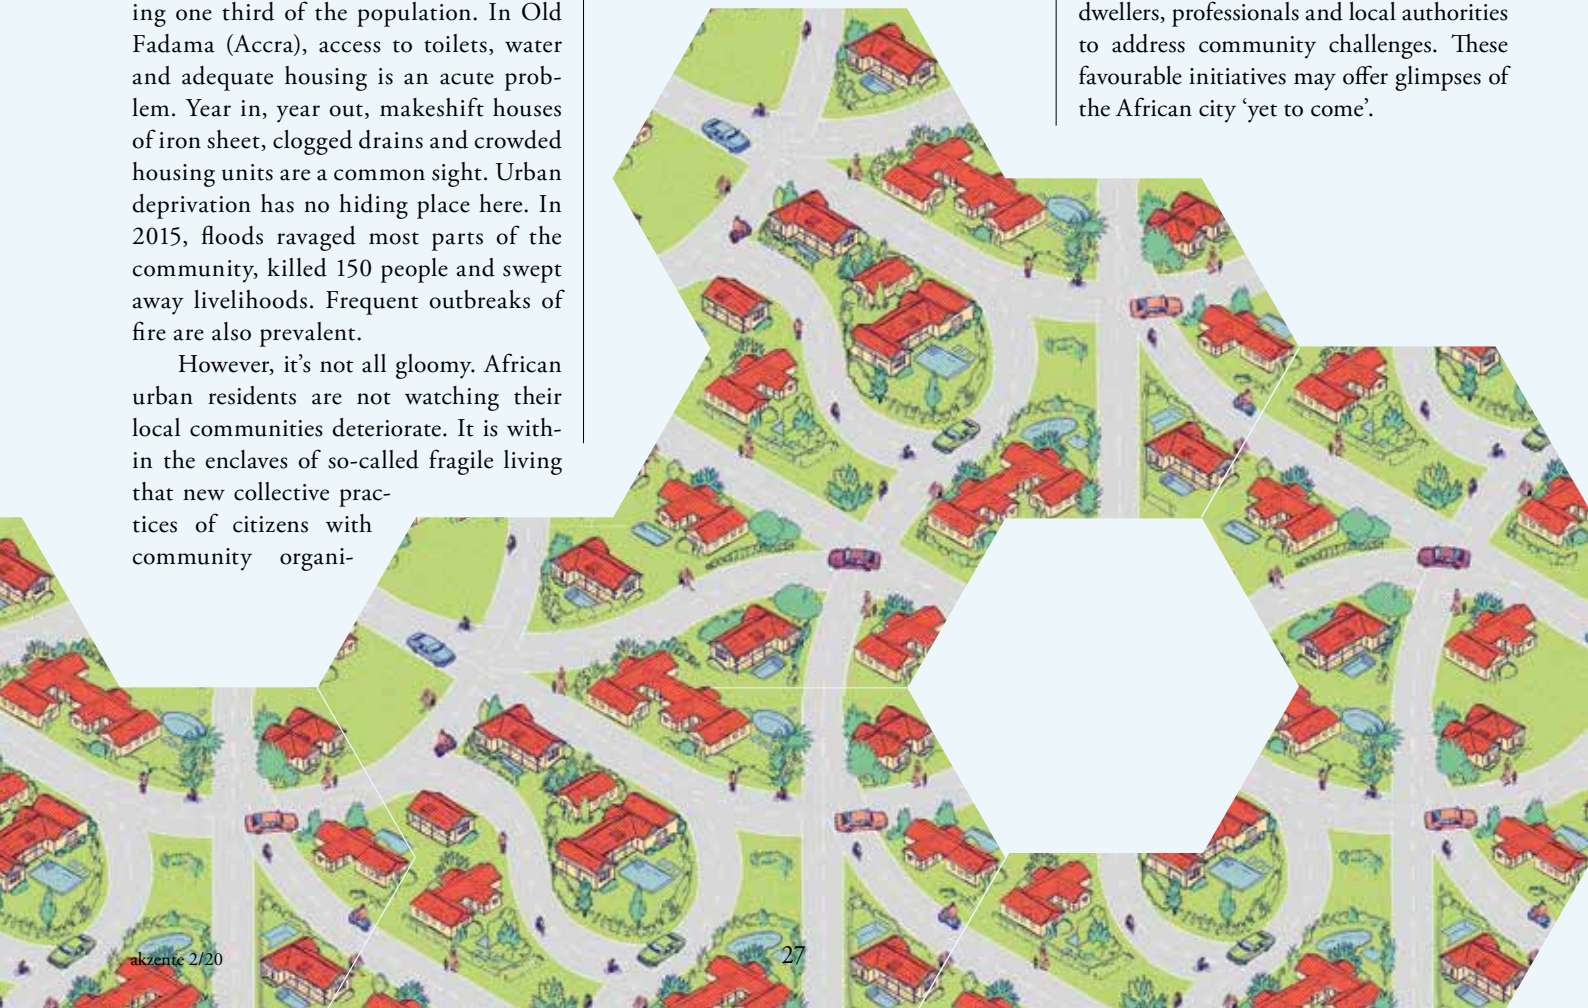 ing one third of the population. In Old
Fadama (Accra), access to toilets, water
and adequate housing is an acute prob-
lem. Year in, year out, makeshift houses
of iron sheet, clogged drains and crowded
housing units are a common sight. Urban
deprivation has no hiding place here. In
2015, floods ravaged most parts of the
community, killed 150 people and swept
away livelihoods. Frequent outbreaks of
fire are also prevalent.
However, it’s not all gloomy. African
urban residents are not watching their
local communities deteriorate. It is with-
in the enclaves of so-called fragile living
that new collective prac-
tices of citizens with
community organi-
dwellers, professionals and local authorities
to address community challenges. These
favourable initiatives may offer glimpses of
the African city ‘yet to come’.
akzente 2/20
27